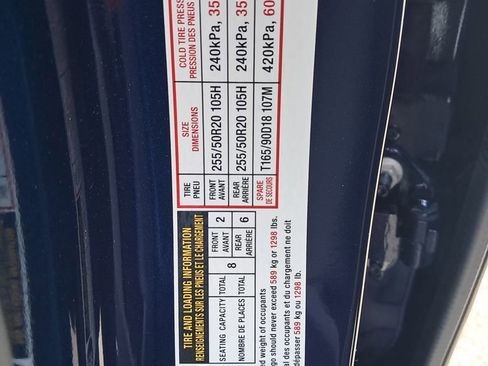 TIRE AND LOADING INFORMATION
RENSEIGNEMENTS SUR LES PNEUS ET LE CHARGEMENT
SEATING CAPACITY TOTAL 8 FRONT 2 REAR 6
NOMBRE DE PLACES TOTAL AVANT ARRIÈRE
ed weight of occupants
go should never exceed 589 kg or 1298 lbs.
al des occupants et du chargement ne doit
dépasser 589 kg ou 1298 lb.
TIRE SIZE COLD TIRE PRESS
PNEU DIMENSIONS PRESSION DES PNEUS
FRONT 255/50R20 105H 240kPa, 35
AVANT
REAR 255/50R20 105H 240kPa, 35
ARRIÈRE
SPARE T165/90D18 107M 420kPa, 60
DE SECOURS